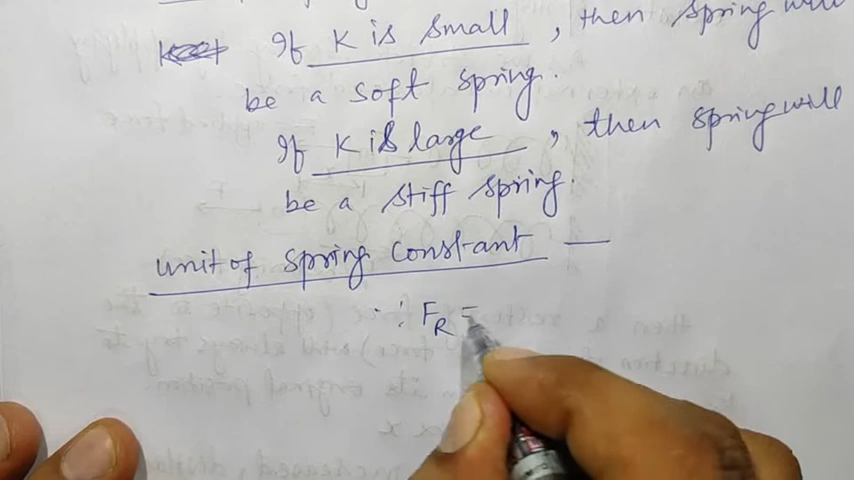 If K is small, then spring will
be a soft spring.
If K is large, then spring will
be a stiff spring.
unit of spring constant —
∵ F_R =